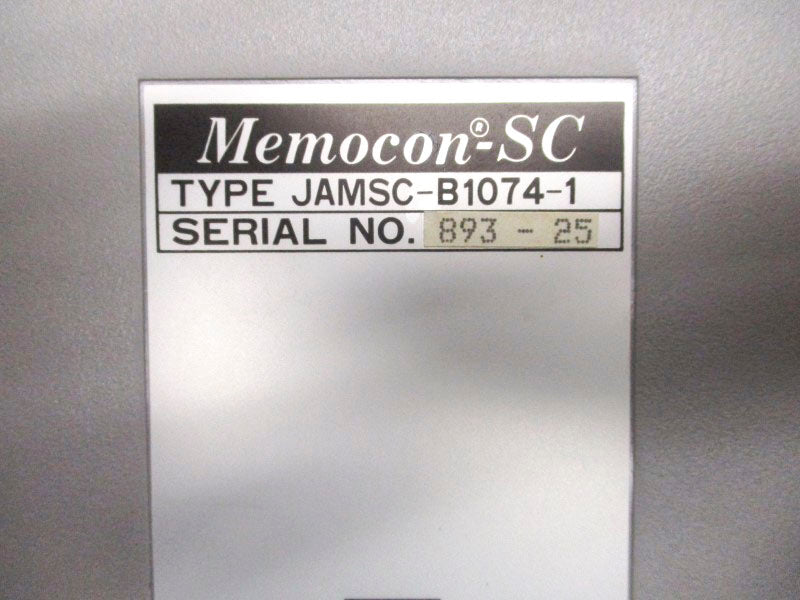 Memocon®-SC
TYPE JAMSC-B1074-1
SERIAL NO. 893 - 25